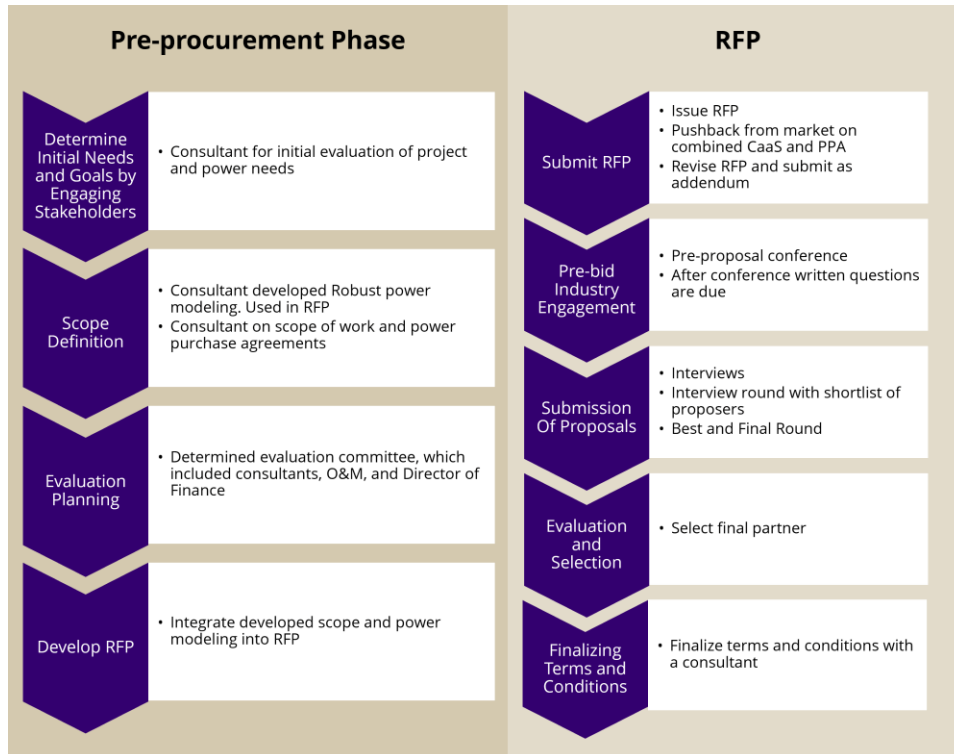 Pre-procurement Phase
Determine
Initial Needs
and Goals by
Engaging
Stakeholders
• Consultant for initial evaluation of project
and power needs
Scope
Definition
• Consultant developed Robust power
modeling. Used in RFP
• Consultant on scope of work and power
purchase agreements
Evaluation
Planning
• Determined evaluation committee, which
included consultants, O&M, and Director of
Finance
Develop RFP
• Integrate developed scope and power
modeling into RFP
RFP
Submit RFP
• Issue RFP
• Pushback from market on
combined CaaS and PPA
• Revise RFP and submit as
addendum
Pre-bid
Industry
Engagement
• Pre-proposal conference
• After conference written questions
are due
Submission
Of Proposals
• Interviews
• Interview round with shortlist of
proposers
• Best and Final Round
Evaluation
and
Selection
• Select final partner
Finalizing
Terms and
Conditions
• Finalize terms and conditions with
a consultant